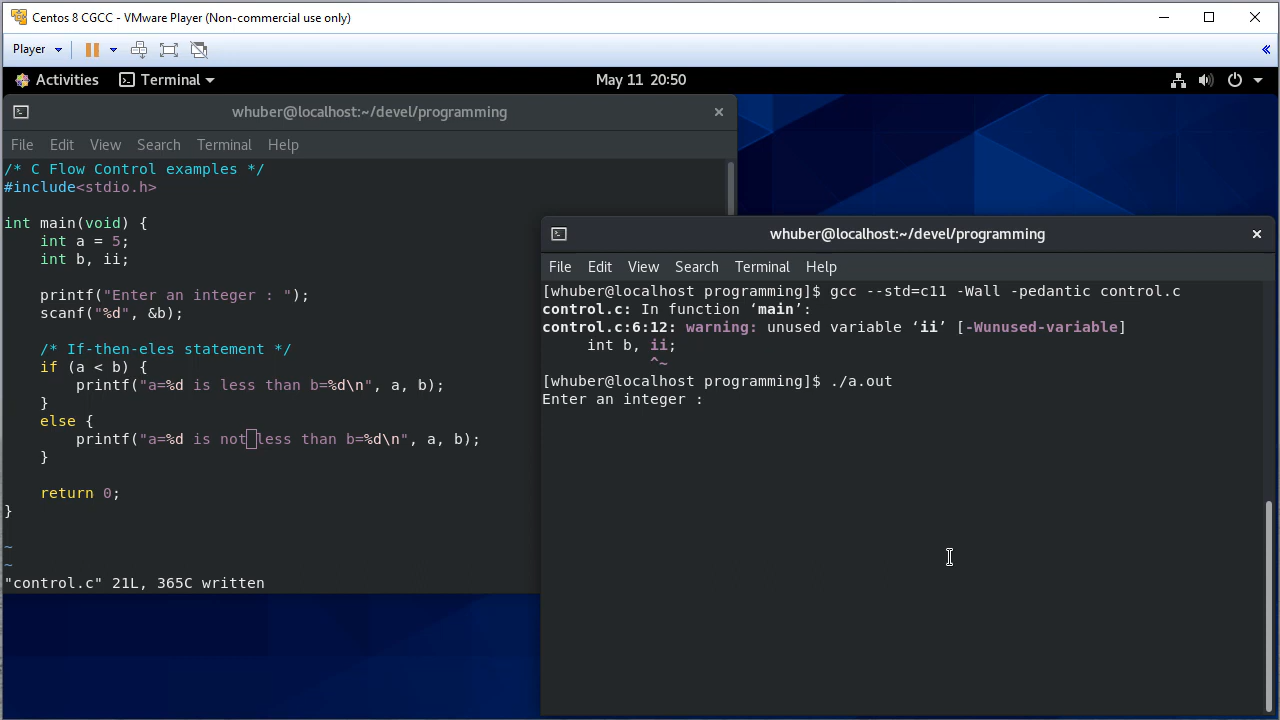 Centos 8 CGCC - VMware Player (Non-commercial use only)
Player
Activities Terminal May 11 20:50
whuber@localhost:~/devel/programming
File Edit View Search Terminal Help
/* C Flow Control examples */
#include<stdio.h>
int main(void) {
    int a = 5;
    int b, ii;
    printf("Enter an integer : ");
    scanf("%d", &b);
    /* If-then-eles statement */
    if (a < b) {
        printf("a=%d is less than b=%d\n", a, b);
    }
    else {
        printf("a=%d is not less than b=%d\n", a, b);
    }
    return 0;
}
~
~
"control.c" 21L, 365C written
whuber@localhost:~/devel/programming
File Edit View Search Terminal Help
[whuber@localhost programming]$ gcc --std=c11 -Wall -pedantic control.c
control.c: In function ‘main’:
control.c:6:12: warning: unused variable ‘ii’ [-Wunused-variable]
     int b, ii;
            ^~
[whuber@localhost programming]$ ./a.out
Enter an integer :